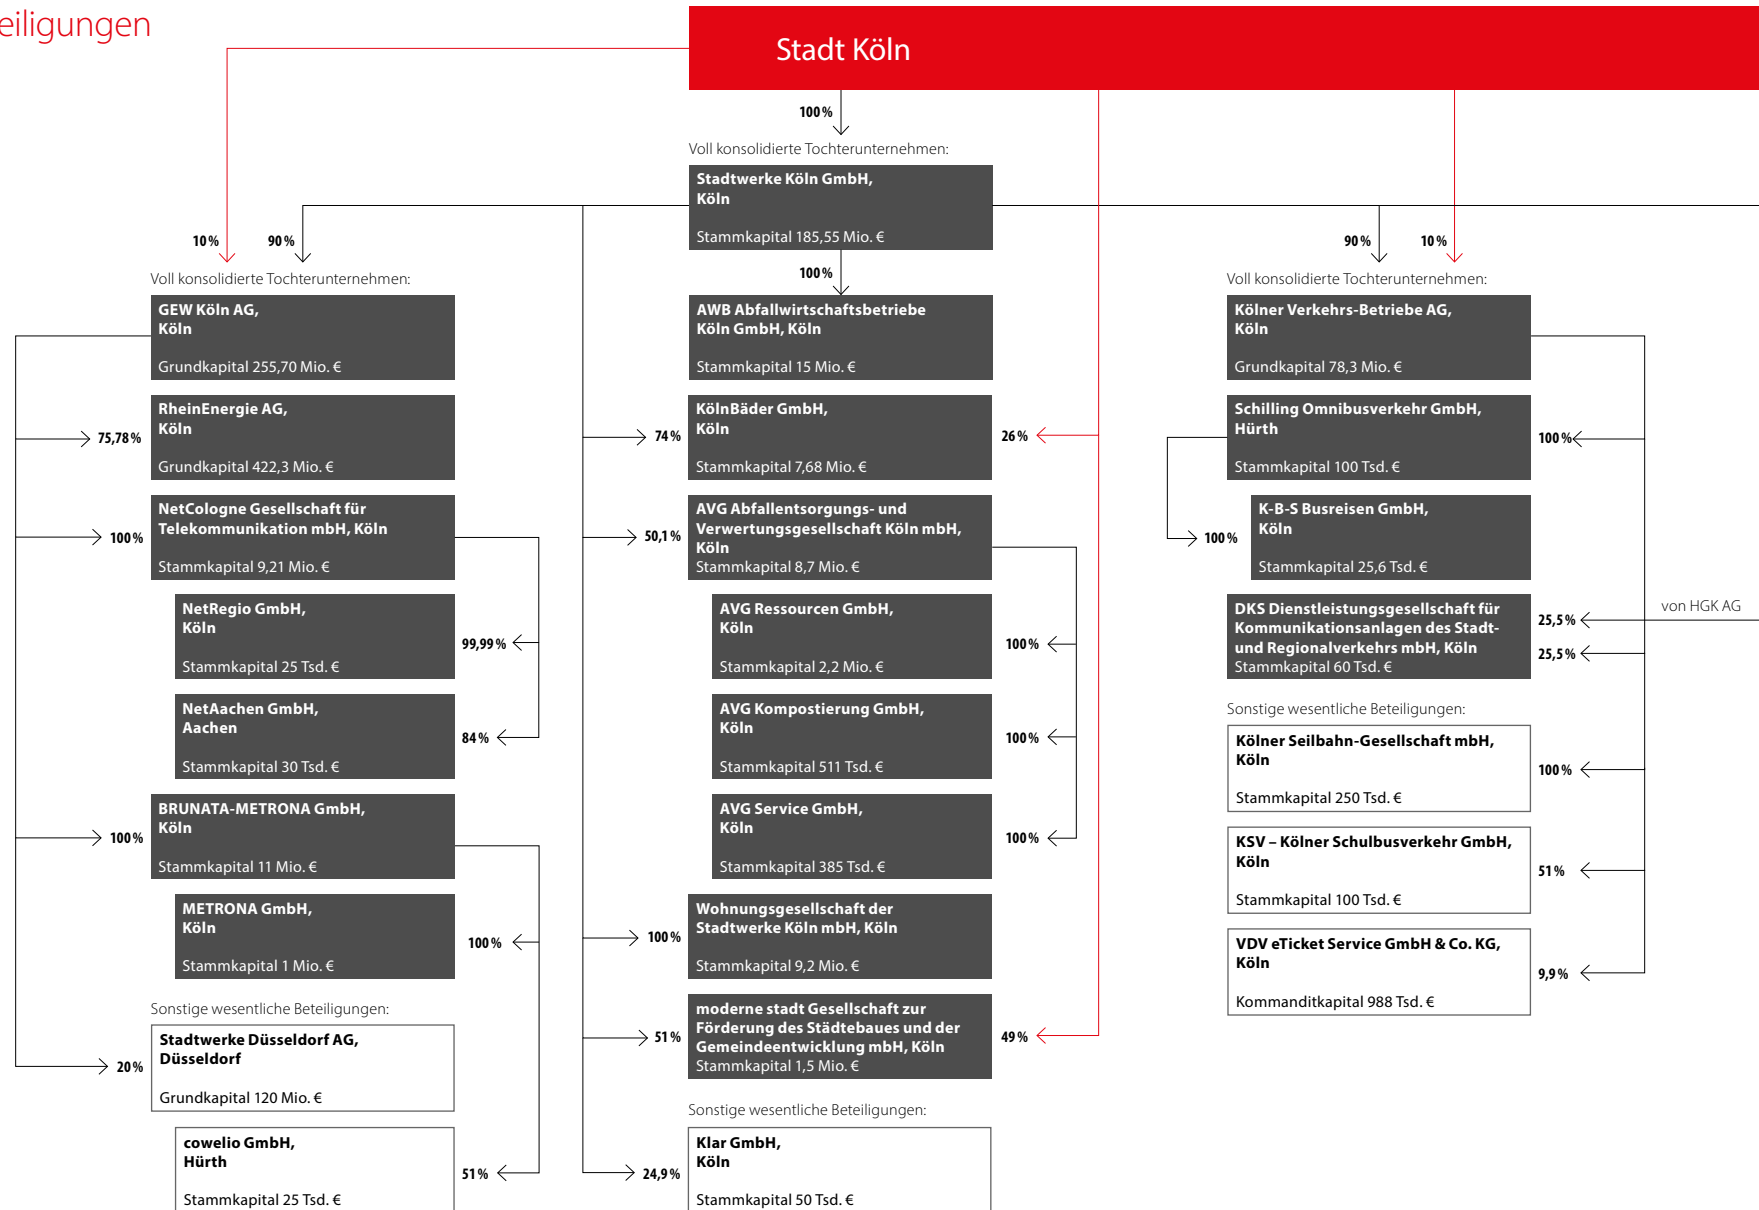 eiligungen
Stadt Köln
100 %
Voll konsolidierte Tochterunternehmen:
Stadtwerke Köln GmbH,
Köln
Stammkapital 185,55 Mio. €
10 %
90 %
100 %
90 %
10 %
Voll konsolidierte Tochterunternehmen:
GEW Köln AG,
Köln
Grundkapital 255,70 Mio. €
75,78 %
RheinEnergie AG,
Köln
Grundkapital 422,3 Mio. €
100 %
NetCologne Gesellschaft für
Telekommunikation mbH, Köln
Stammkapital 9,21 Mio. €
NetRegio GmbH,
Köln
Stammkapital 25 Tsd. €
99,99 %
NetAachen GmbH,
Aachen
Stammkapital 30 Tsd. €
84 %
100 %
BRUNATA-METRONA GmbH,
Köln
Stammkapital 11 Mio. €
METRONA GmbH,
Köln
Stammkapital 1 Mio. €
100 %
Sonstige wesentliche Beteiligungen:
20 %
Stadtwerke Düsseldorf AG,
Düsseldorf
Grundkapital 120 Mio. €
cowelio GmbH,
Hürth
Stammkapital 25 Tsd. €
51 %
AWB Abfallwirtschaftsbetriebe
Köln GmbH, Köln
Stammkapital 15 Mio. €
74 %
KölnBäder GmbH,
Köln
Stammkapital 7,68 Mio. €
26 %
50,1 %
AVG Abfallentsorgungs- und
Verwertungsgesellschaft Köln mbH,
Köln
Stammkapital 8,7 Mio. €
AVG Ressourcen GmbH,
Köln
Stammkapital 2,2 Mio. €
100 %
AVG Kompostierung GmbH,
Köln
Stammkapital 511 Tsd. €
100 %
AVG Service GmbH,
Köln
Stammkapital 385 Tsd. €
100 %
100 %
Wohnungsgesellschaft der
Stadtwerke Köln mbH, Köln
Stammkapital 9,2 Mio. €
51 %
moderne stadt Gesellschaft zur
Förderung des Städtebaues und der
Gemeindeentwicklung mbH, Köln
Stammkapital 1,5 Mio. €
49 %
Sonstige wesentliche Beteiligungen:
24,9 %
Klar GmbH,
Köln
Stammkapital 50 Tsd. €
Voll konsolidierte Tochterunternehmen:
Kölner Verkehrs-Betriebe AG,
Köln
Grundkapital 78,3 Mio. €
Schilling Omnibusverkehr GmbH,
Hürth
Stammkapital 100 Tsd. €
100 %
100 %
K-B-S Busreisen GmbH,
Köln
Stammkapital 25,6 Tsd. €
DKS Dienstleistungsgesellschaft für
Kommunikationsanlagen des Stadt-
und Regionalverkehrs mbH, Köln
Stammkapital 60 Tsd. €
25,5 %
25,5 %
von HGK AG
Sonstige wesentliche Beteiligungen:
Kölner Seilbahn-Gesellschaft mbH,
Köln
Stammkapital 250 Tsd. €
100 %
KSV – Kölner Schulbusverkehr GmbH,
Köln
Stammkapital 100 Tsd. €
51 %
VDV eTicket Service GmbH & Co. KG,
Köln
Kommanditkapital 988 Tsd. €
9,9 %